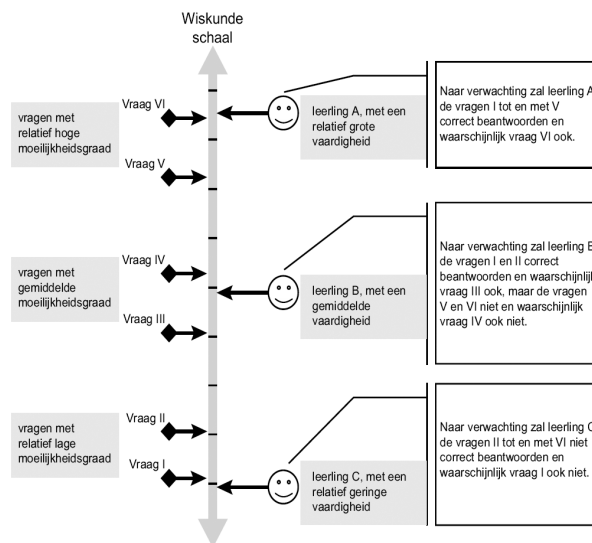 Wiskunde
schaal
vragen met
relatief hoge
moeilijkheidsgraad
Vraag VI
Vraag V
leerling A, met een
relatief grote
vaardigheid
Naar verwachting zal leerling A
de vragen I tot en met V
correct beantwoorden en
waarschijnlijk vraag VI ook.
vragen met
gemiddelde
moeilijkheidsgraad
Vraag IV
Vraag III
leerling B, met een
gemiddelde
vaardigheid
Naar verwachting zal leerling B
de vragen I en II correct
beantwoorden en waarschijnlijk
vraag III ook, maar de vragen
V en VI niet en waarschijnlijk
vraag IV ook niet.
vragen met
relatief lage
moeilijkheidsgraad
Vraag II
Vraag I
leerling C, met een
relatief geringe
vaardigheid
Naar verwachting zal leerling C
de vragen II tot en met VI niet
correct beantwoorden en
waarschijnlijk vraag I ook niet.